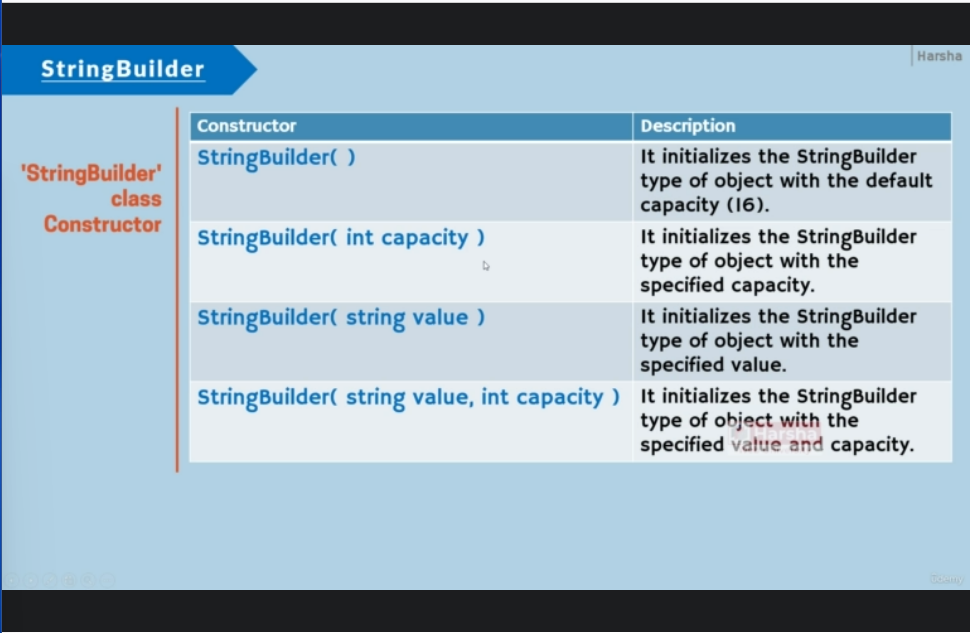 StringBuilder
Harsha
'StringBuilder'
class
Constructor
Constructor
Description
StringBuilder( )
It initializes the StringBuilder
type of object with the default
capacity (16).
StringBuilder( int capacity )
It initializes the StringBuilder
type of object with the
specified capacity.
StringBuilder( string value )
It initializes the StringBuilder
type of object with the
specified value.
StringBuilder( string value, int capacity )
It initializes the StringBuilder
type of object with the
specified value and capacity.
Harsha
Udemy